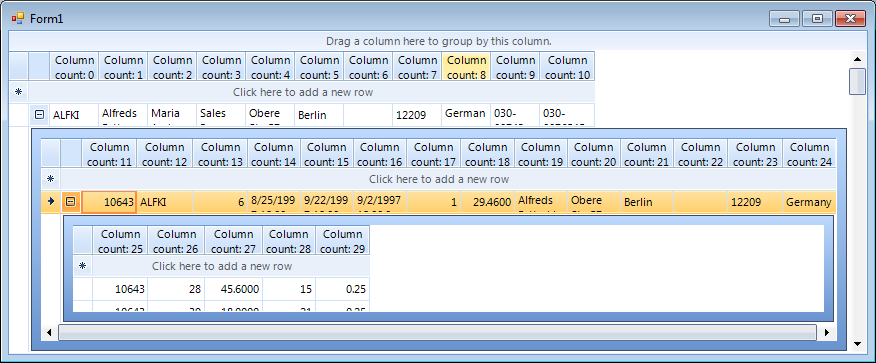 Form1
Drag a column here to group by this column.
Column count: 0 Column count: 1 Column count: 2 Column count: 3 Column count: 4 Column count: 5 Column count: 6 Column count: 7 Column count: 8 Column count: 9 Column count: 10
Click here to add a new row
ALFKI Alfreds Maria Sales Obere Berlin 12209 German 030- 030-
Column count: 11 Column count: 12 Column count: 13 Column count: 14 Column count: 15 Column count: 16 Column count: 17 Column count: 18 Column count: 19 Column count: 20 Column count: 21 Column count: 22 Column count: 23 Column count: 24
Click here to add a new row
10643 ALFKI 6 8/25/199 9/22/199 9/2/1997 1 29.4600 Alfreds Obere Berlin 12209 Germany
Column count: 25 Column count: 26 Column count: 27 Column count: 28 Column count: 29
Click here to add a new row
10643 28 45.6000 15 0.25